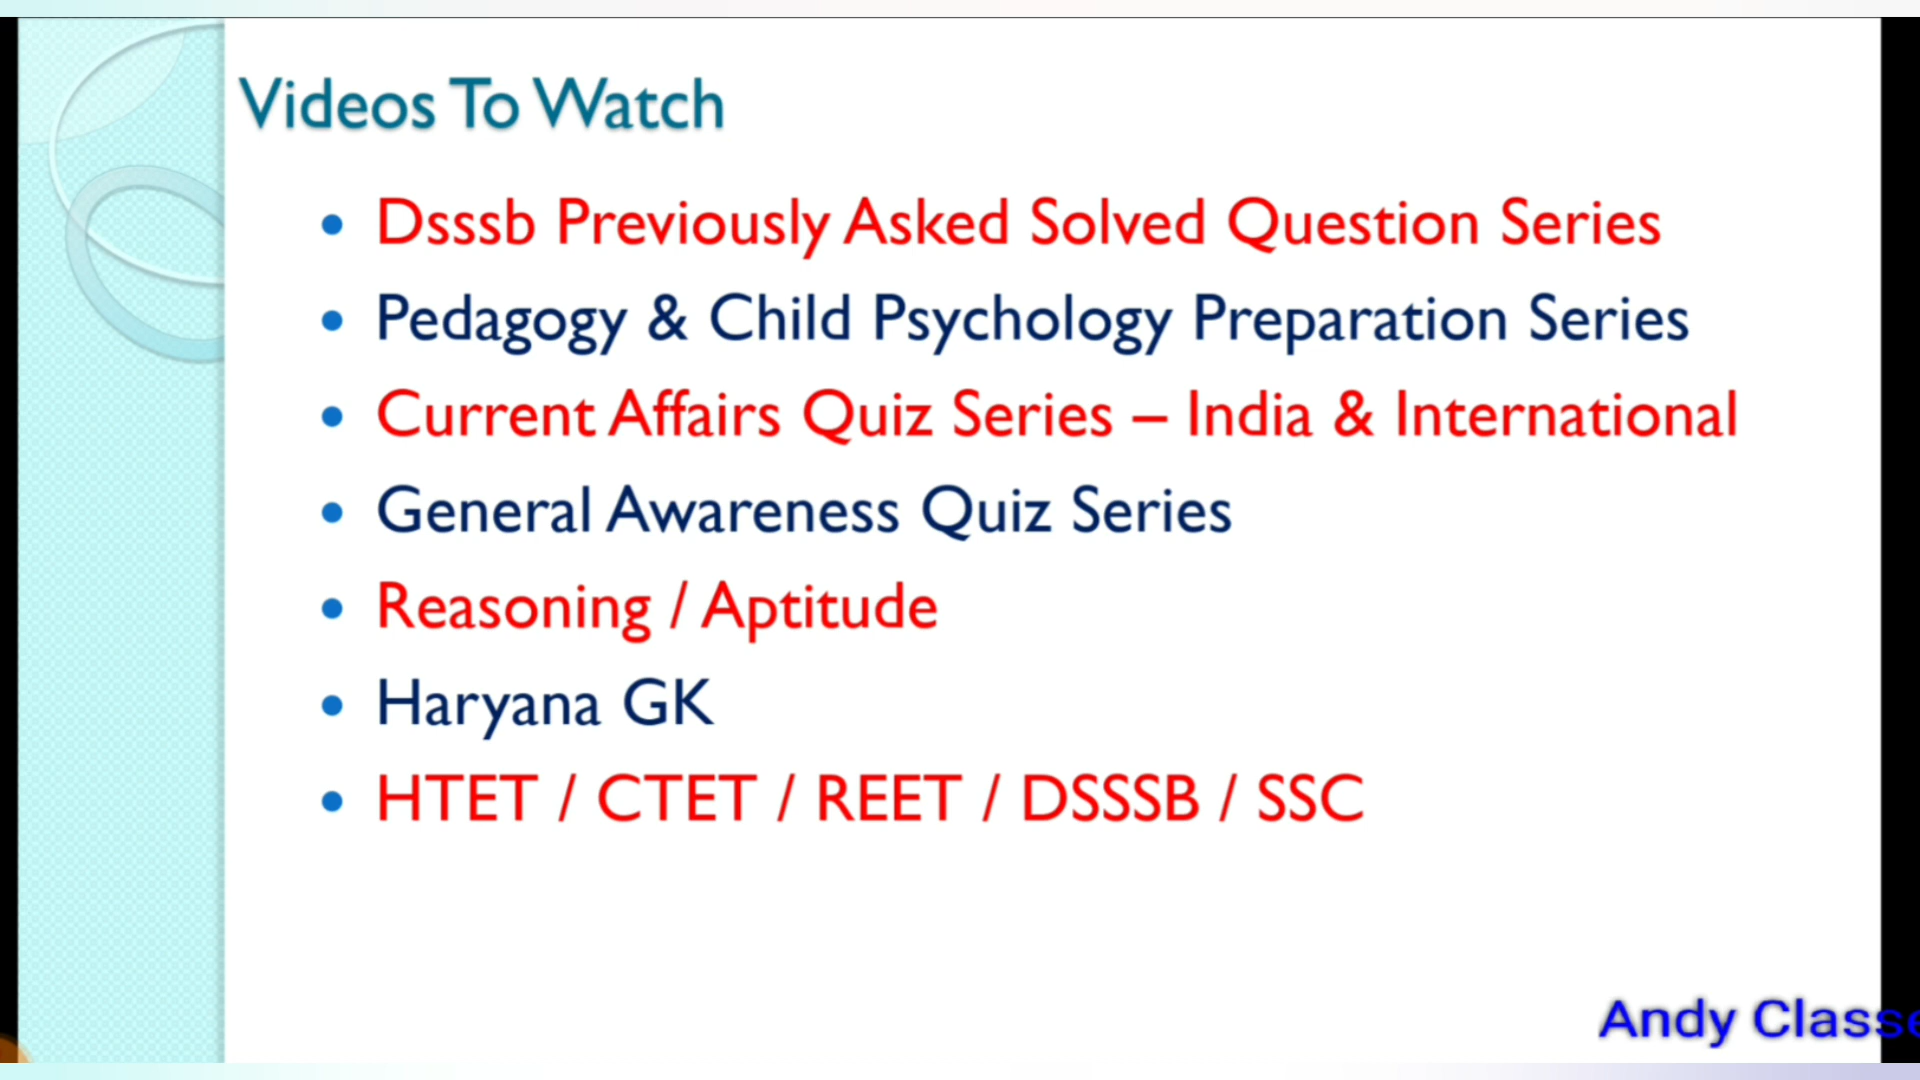 Videos To Watch
Dsssb Previously Asked Solved Question Series
Pedagogy & Child Psychology Preparation Series
Current Affairs Quiz Series – India & International
General Awareness Quiz Series
Reasoning / Aptitude
Haryana GK
HTET / CTET / REET / DSSSB / SSC
Andy Classe